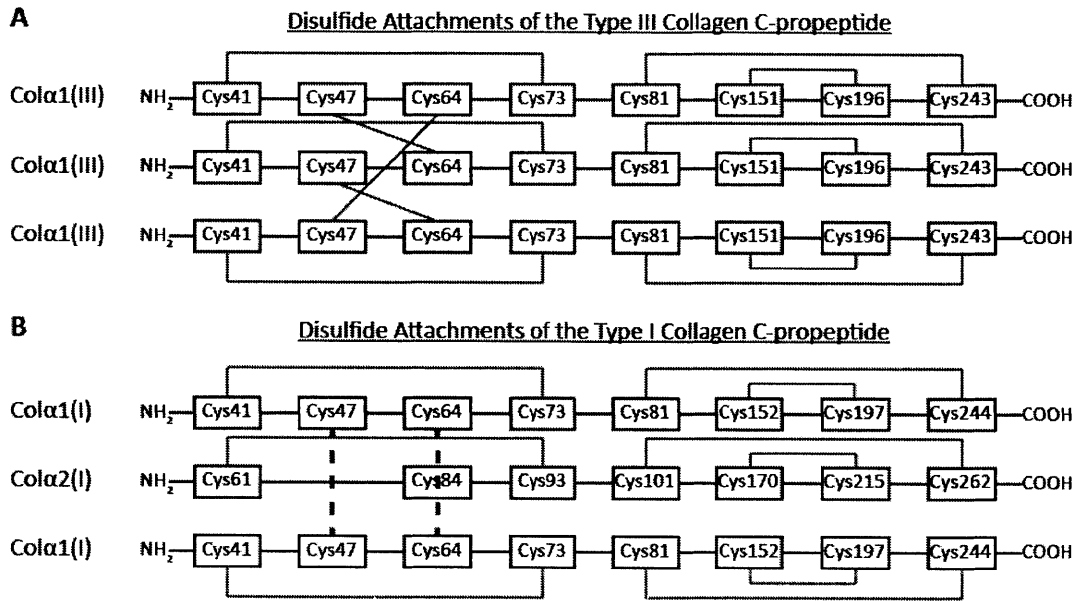 A
Disulfide Attachments of the Type III Collagen C-propeptide
Colα1(III) NH₂ Cys41 Cys47 Cys64 Cys73 Cys81 Cys151 Cys196 Cys243 COOH
Colα1(III) NH₂ Cys41 Cys47 Cys64 Cys73 Cys81 Cys151 Cys196 Cys243 COOH
Colα1(III) NH₂ Cys41 Cys47 Cys64 Cys73 Cys81 Cys151 Cys196 Cys243 COOH
B
Disulfide Attachments of the Type I Collagen C-propeptide
Colα1(I) NH₂ Cys41 Cys47 Cys64 Cys73 Cys81 Cys152 Cys197 Cys244 COOH
Colα2(I) NH₂ Cys61 Cys84 Cys93 Cys101 Cys170 Cys215 Cys262 COOH
Colα1(I) NH₂ Cys41 Cys47 Cys64 Cys73 Cys81 Cys152 Cys197 Cys244 COOH